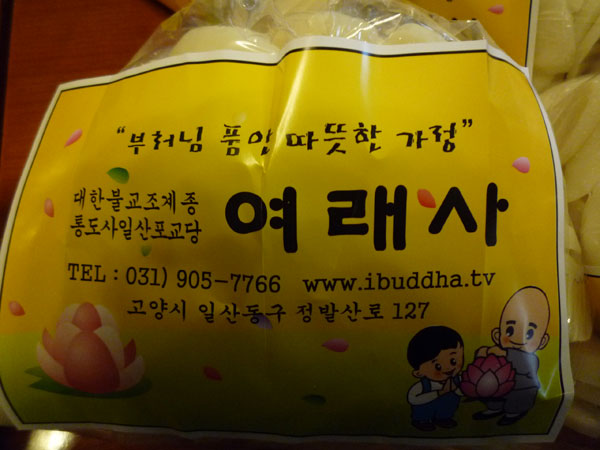 "부처님 품안 따뜻한 가정"
대한불교조계종
통도사일산포교당
여래사
TEL : 031) 905-7766 www.ibuddha.tv
고양시 일산동구 정발산로 127